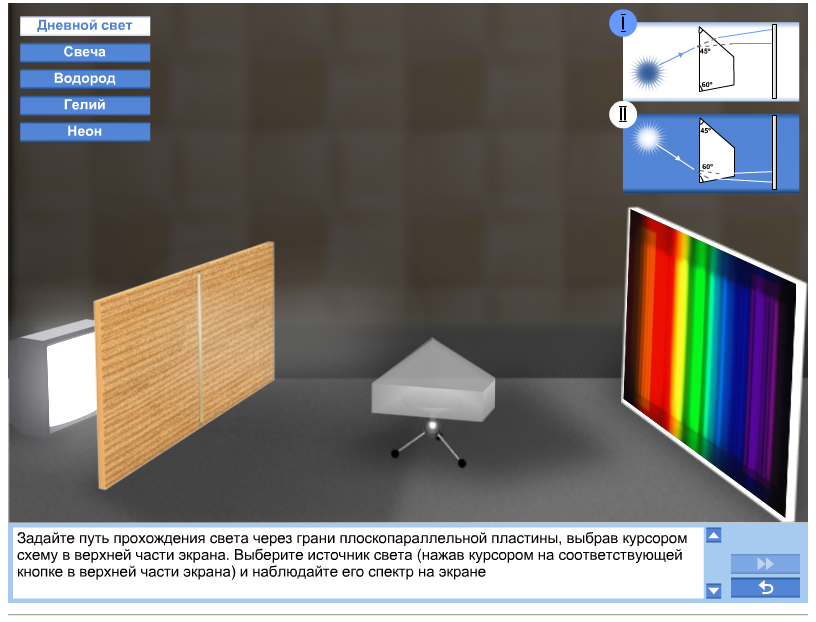 Дневной свет
Свеча
Водород
Гелий
Неон
I
45°
60°
II
45°
60°
Задайте путь прохождения света через грани плоскопараллельной пластины, выбрав курсором
схему в верхней части экрана. Выберите источник света (нажав курсором на соответствующей
кнопке в верхней части экрана) и наблюдайте его спектр на экране